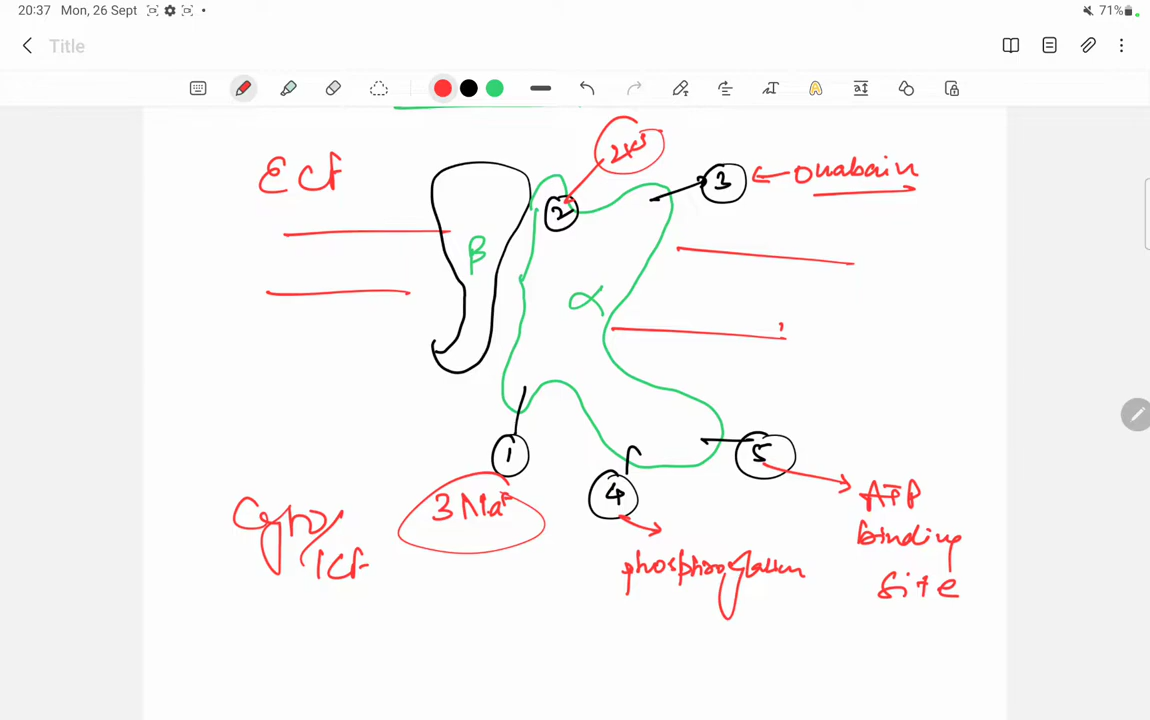 20:37 Mon, 26 Sept
71%
Title
ECF
2K+
2
3
Ouabain
β
α
1
3 Na+
4
5
ATP
binding
site
Cyto/
ICF